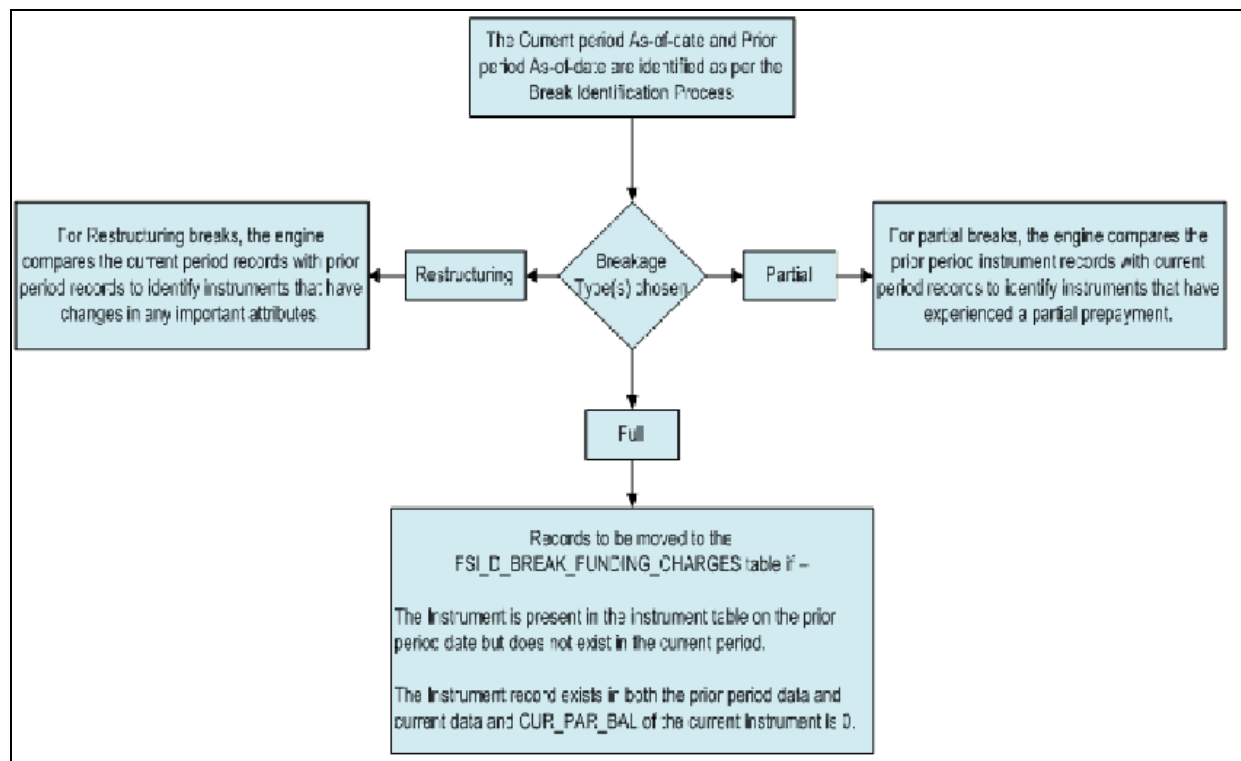 The Current period As-of-date and Prior
period As-of-date are identified as per the
Break Identification Process
For Restructuring breaks, the engine
compares the current period records with prior
period records to identify instruments that have
changes in any important attributes.
Restructuring
Breakage
Type(s) chosen
Partial
For partial breaks, the engine compares the
prior period instrument records with current
period records to identify instruments that have
experienced a partial prepayment.
Full
Records to be moved to the
FSI_D_BREAK_FUNDING_CHARGES table if –
The Instrument is present in the instrument table on the prior
period date but does not exist in the current period.
The Instrument record exists in both the prior period data and
current data and CUR_PAR_BAL of the current Instrument is 0.